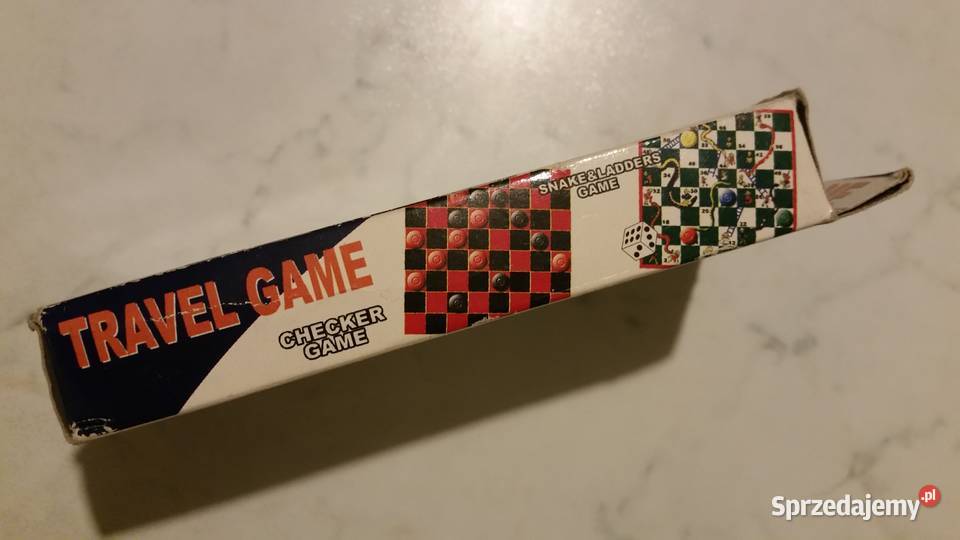 TRAVEL GAME
CHECKER
GAME
SNAKE&LADDERS
GAME
Sprzedajemy.pl